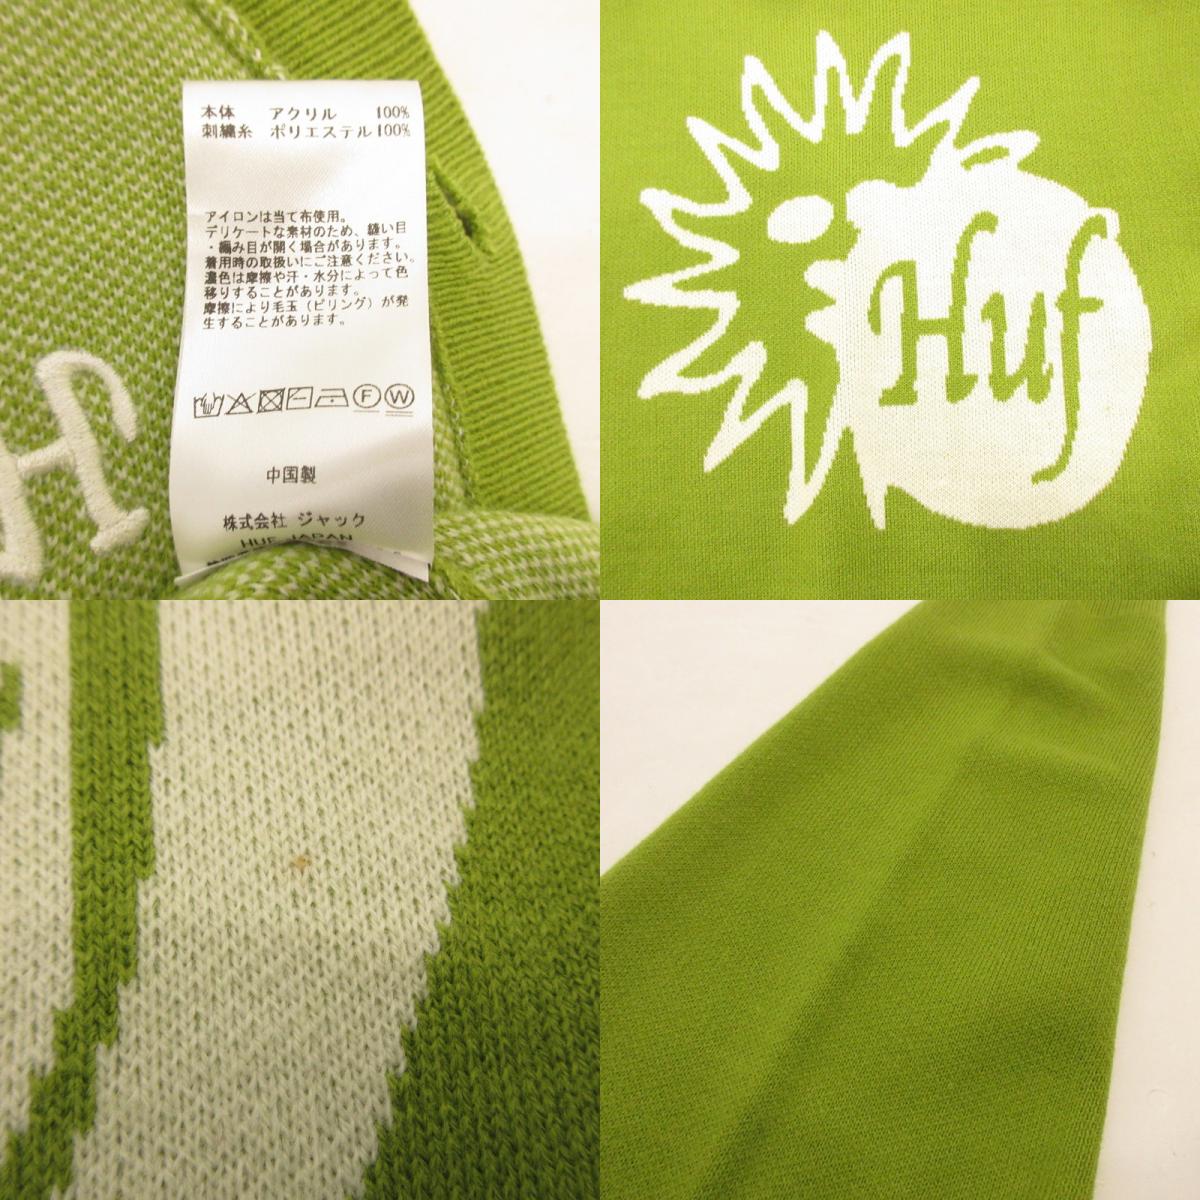 本体 アクリル 100%
刺繍糸 ポリエステル 100%
アイロンは当て布使用。
デリケートな素材のため、縫い目
・編み目が開く場合があります。
着用時の取扱いにご注意ください。
濃色は摩擦や汗・水分によって色
移りすることがあります。
摩擦により毛玉（ピリング）が発
生することがあります。
F W
中国製
株式会社 ジャック
HUF JAPAN
H
Huf